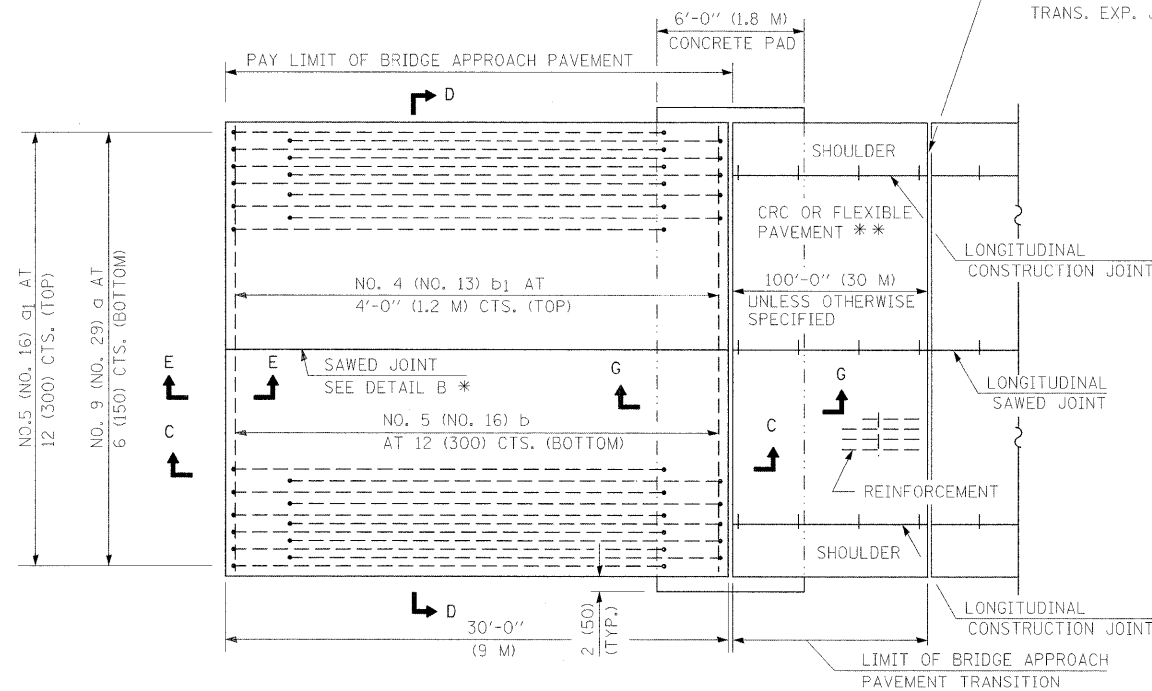 TRANS. EXP. J
6'-0" (1.8 M)
CONCRETE PAD
PAY LIMIT OF BRIDGE APPROACH PAVEMENT
D
SHOULDER
CRC OR FLEXIBLE
PAVEMENT * *
LONGITUDINAL
CONSTRUCTION JOINT
NO. 4 (NO. 13) b1 AT
4'-0" (1.2 M) CTS. (TOP)
100'-0" (30 M)
UNLESS OTHERWISE
SPECIFIED
NO.5 (NO. 16) a1 AT
12 (300) CTS. (TOP)
NO. 9 (NO. 29) a AT
6 (150) CTS. (BOTTOM)
E
E
SAWED JOINT
SEE DETAIL B *
G
G
LONGITUDINAL
SAWED JOINT
C
NO. 5 (NO. 16) b
AT 12 (300) CTS. (BOTTOM)
C
REINFORCEMENT
SHOULDER
D
30'-0"
(9 M)
2 (50)
(TYP.)
LONGITUDINAL
CONSTRUCTION JOINT
LIMIT OF BRIDGE APPROACH
PAVEMENT TRANSITION